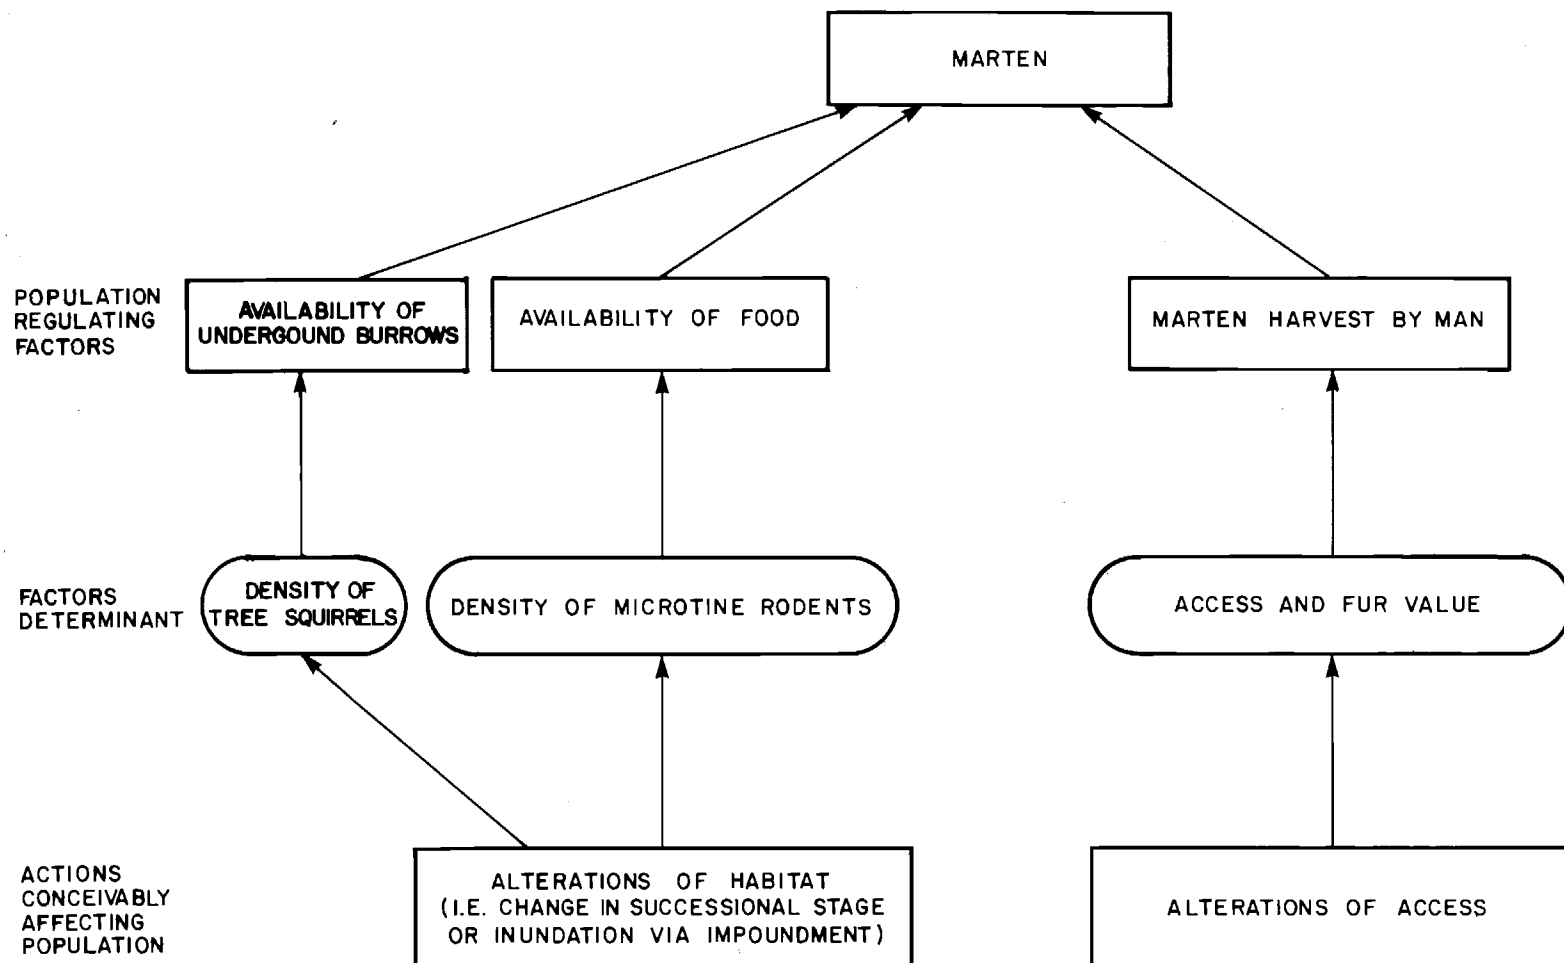 MARTEN
POPULATION
REGULATING
FACTORS
AVAILABILITY OF
UNDERGOUND BURROWS
AVAILABILITY OF FOOD
MARTEN HARVEST BY MAN
FACTORS
DETERMINANT
DENSITY OF
TREE SQUIRRELS
DENSITY OF MICROTINE RODENTS
ACCESS AND FUR VALUE
ACTIONS
CONCEIVABLY
AFFECTING
POPULATION
ALTERATIONS OF HABITAT
(I.E. CHANGE IN SUCCESSIONAL STAGE
OR INUNDATION VIA IMPOUNDMENT)
ALTERATIONS OF ACCESS